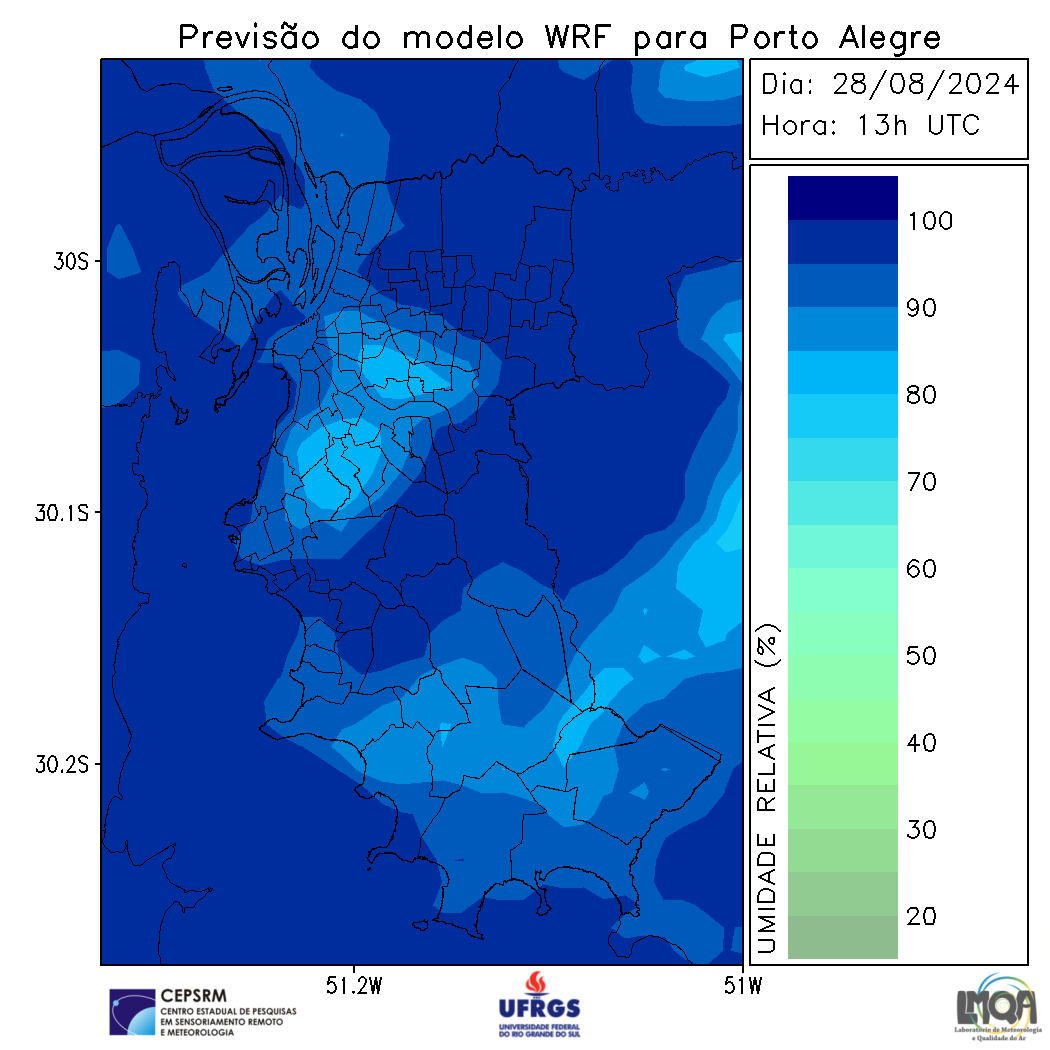 Previsão do modelo WRF para Porto Alegre
Dia: 28/08/2024
Hora: 13h UTC
30S
30.1S
30.2S
51.2W
51W
UMIDADE RELATIVA (%)
100
90
80
70
60
50
40
30
20
CEPSRM
CENTRO ESTADUAL DE PESQUISAS
EM SENSORIAMENTO REMOTO
E METEOROLOGIA
UFRGS
UNIVERSIDADE FEDERAL
DO RIO GRANDE DO SUL
LMQA
Laboratório de Meteorologia
e Qualidade do Ar